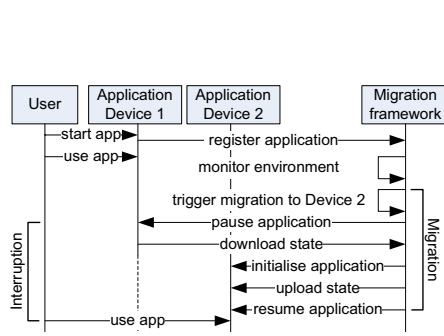 User
Application
Device 1
Application
Device 2
Migration
framework
start app
register application
use app
monitor environment
trigger migration to Device 2
pause application
download state
initialise application
upload state
resume application
use app
Interruption
Migration